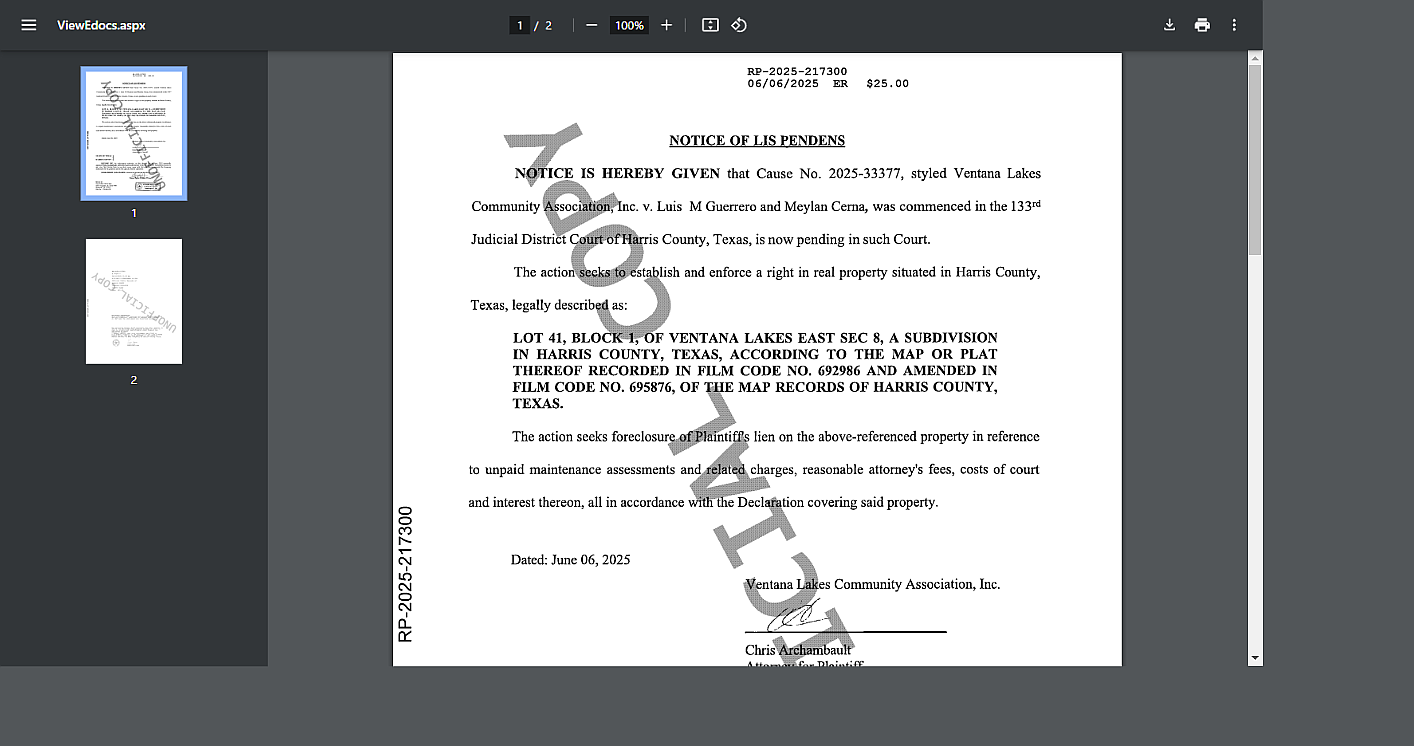 ViewEdocs.aspx
1 / 2
100%
1
2
RP-2025-217300
06/06/2025 ER $25.00
NOTICE OF LIS PENDENS
NOTICE IS HEREBY GIVEN that Cause No. 2025-33377, styled Ventana Lakes
Community Association, Inc. v. Luis M Guerrero and Meylan Cerna, was commenced in the 133rd
Judicial District Court of Harris County, Texas, is now pending in such Court.
The action seeks to establish and enforce a right in real property situated in Harris County,
Texas, legally described as:
LOT 41, BLOCK 1, OF VENTANA LAKES EAST SEC 8, A SUBDIVISION
IN HARRIS COUNTY, TEXAS, ACCORDING TO THE MAP OR PLAT
THEREOF RECORDED IN FILM CODE NO. 692986 AND AMENDED IN
FILM CODE NO. 695876, OF THE MAP RECORDS OF HARRIS COUNTY,
TEXAS.
The action seeks foreclosure of Plaintiff's lien on the above-referenced property in reference
to unpaid maintenance assessments and related charges, reasonable attorney's fees, costs of court
and interest thereon, all in accordance with the Declaration covering said property.
Dated: June 06, 2025
Ventana Lakes Community Association, Inc.
Chris Archambault
Attorney for Plaintiff
RP-2025-217300
UNOFFICIAL COPY